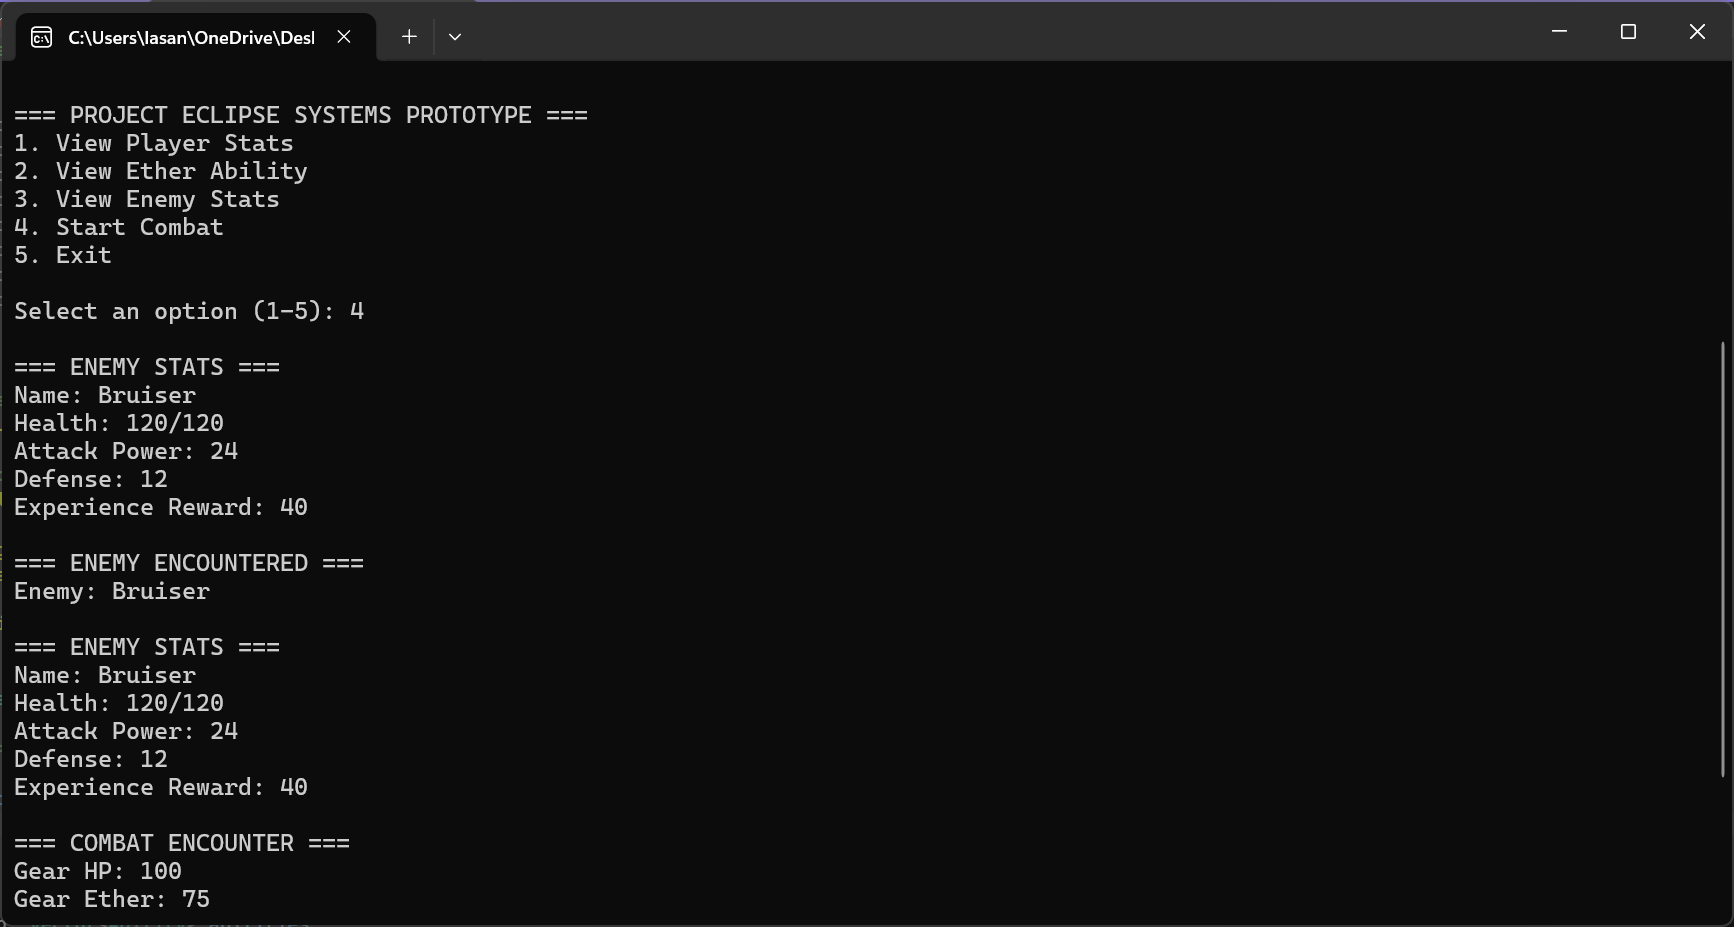 C:\Users\lasan\OneDrive\Desl
=== PROJECT ECLIPSE SYSTEMS PROTOTYPE ===
1. View Player Stats
2. View Ether Ability
3. View Enemy Stats
4. Start Combat
5. Exit
Select an option (1-5): 4
=== ENEMY STATS ===
Name: Bruiser
Health: 120/120
Attack Power: 24
Defense: 12
Experience Reward: 40
=== ENEMY ENCOUNTERED ===
Enemy: Bruiser
=== ENEMY STATS ===
Name: Bruiser
Health: 120/120
Attack Power: 24
Defense: 12
Experience Reward: 40
=== COMBAT ENCOUNTER ===
Gear HP: 100
Gear Ether: 75